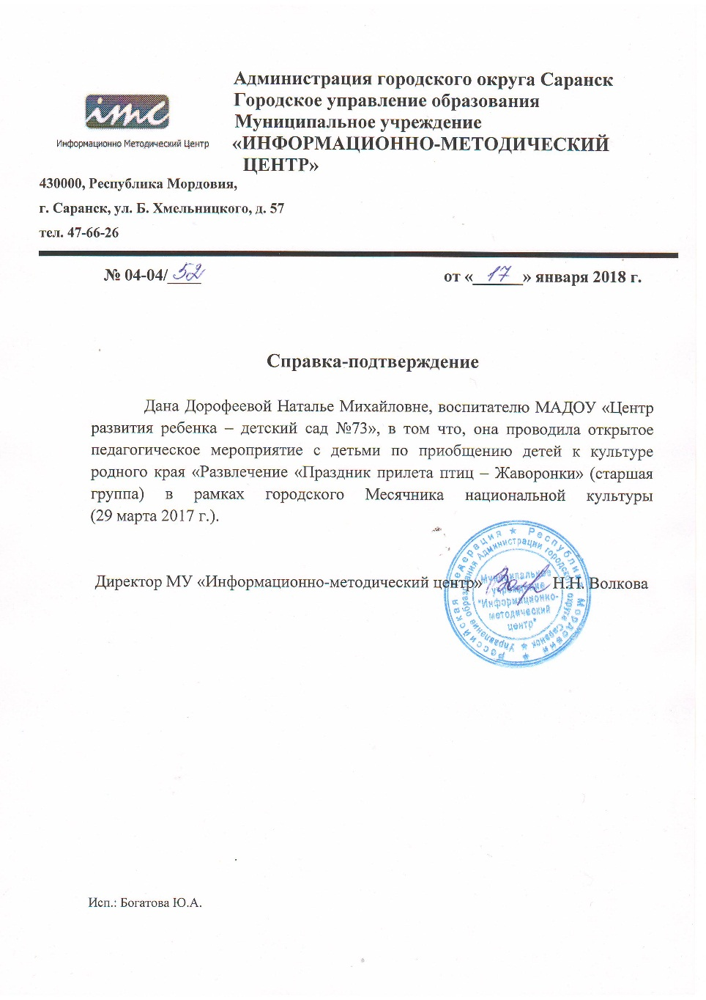 Администрация городского округа Саранск
Городское управление образования
Муниципальное учреждение
«ИНФОРМАЦИОННО-МЕТОДИЧЕСКИЙ
ЦЕНТР»
imc
Информационно Методический Центр
430000, Республика Мордовия,
г. Саранск, ул. Б. Хмельницкого, д. 57
тел. 47-66-26
№ 04-04/ 52 от « 17 » января 2018 г.
Справка-подтверждение
Дана Дорофеевой Наталье Михайловне, воспитателю МАДОУ «Центр
развития ребенка – детский сад №73», в том что, она проводила открытое
педагогическое мероприятие с детьми по приобщению детей к культуре
родного края «Развлечение «Праздник прилета птиц – Жаворонки» (старшая
группа) в рамках городского Месячника национальной культуры
(29 марта 2017 г.).
Директор МУ «Информационно-методический центр» Н.Н. Волкова
Российская Федерация ★ Республика Мордовия ★
Управление образования Администрации городского округа Саранск ★
Муниципальное
учреждение
"Информационно-
методический
центр"
Исп.: Богатова Ю.А.